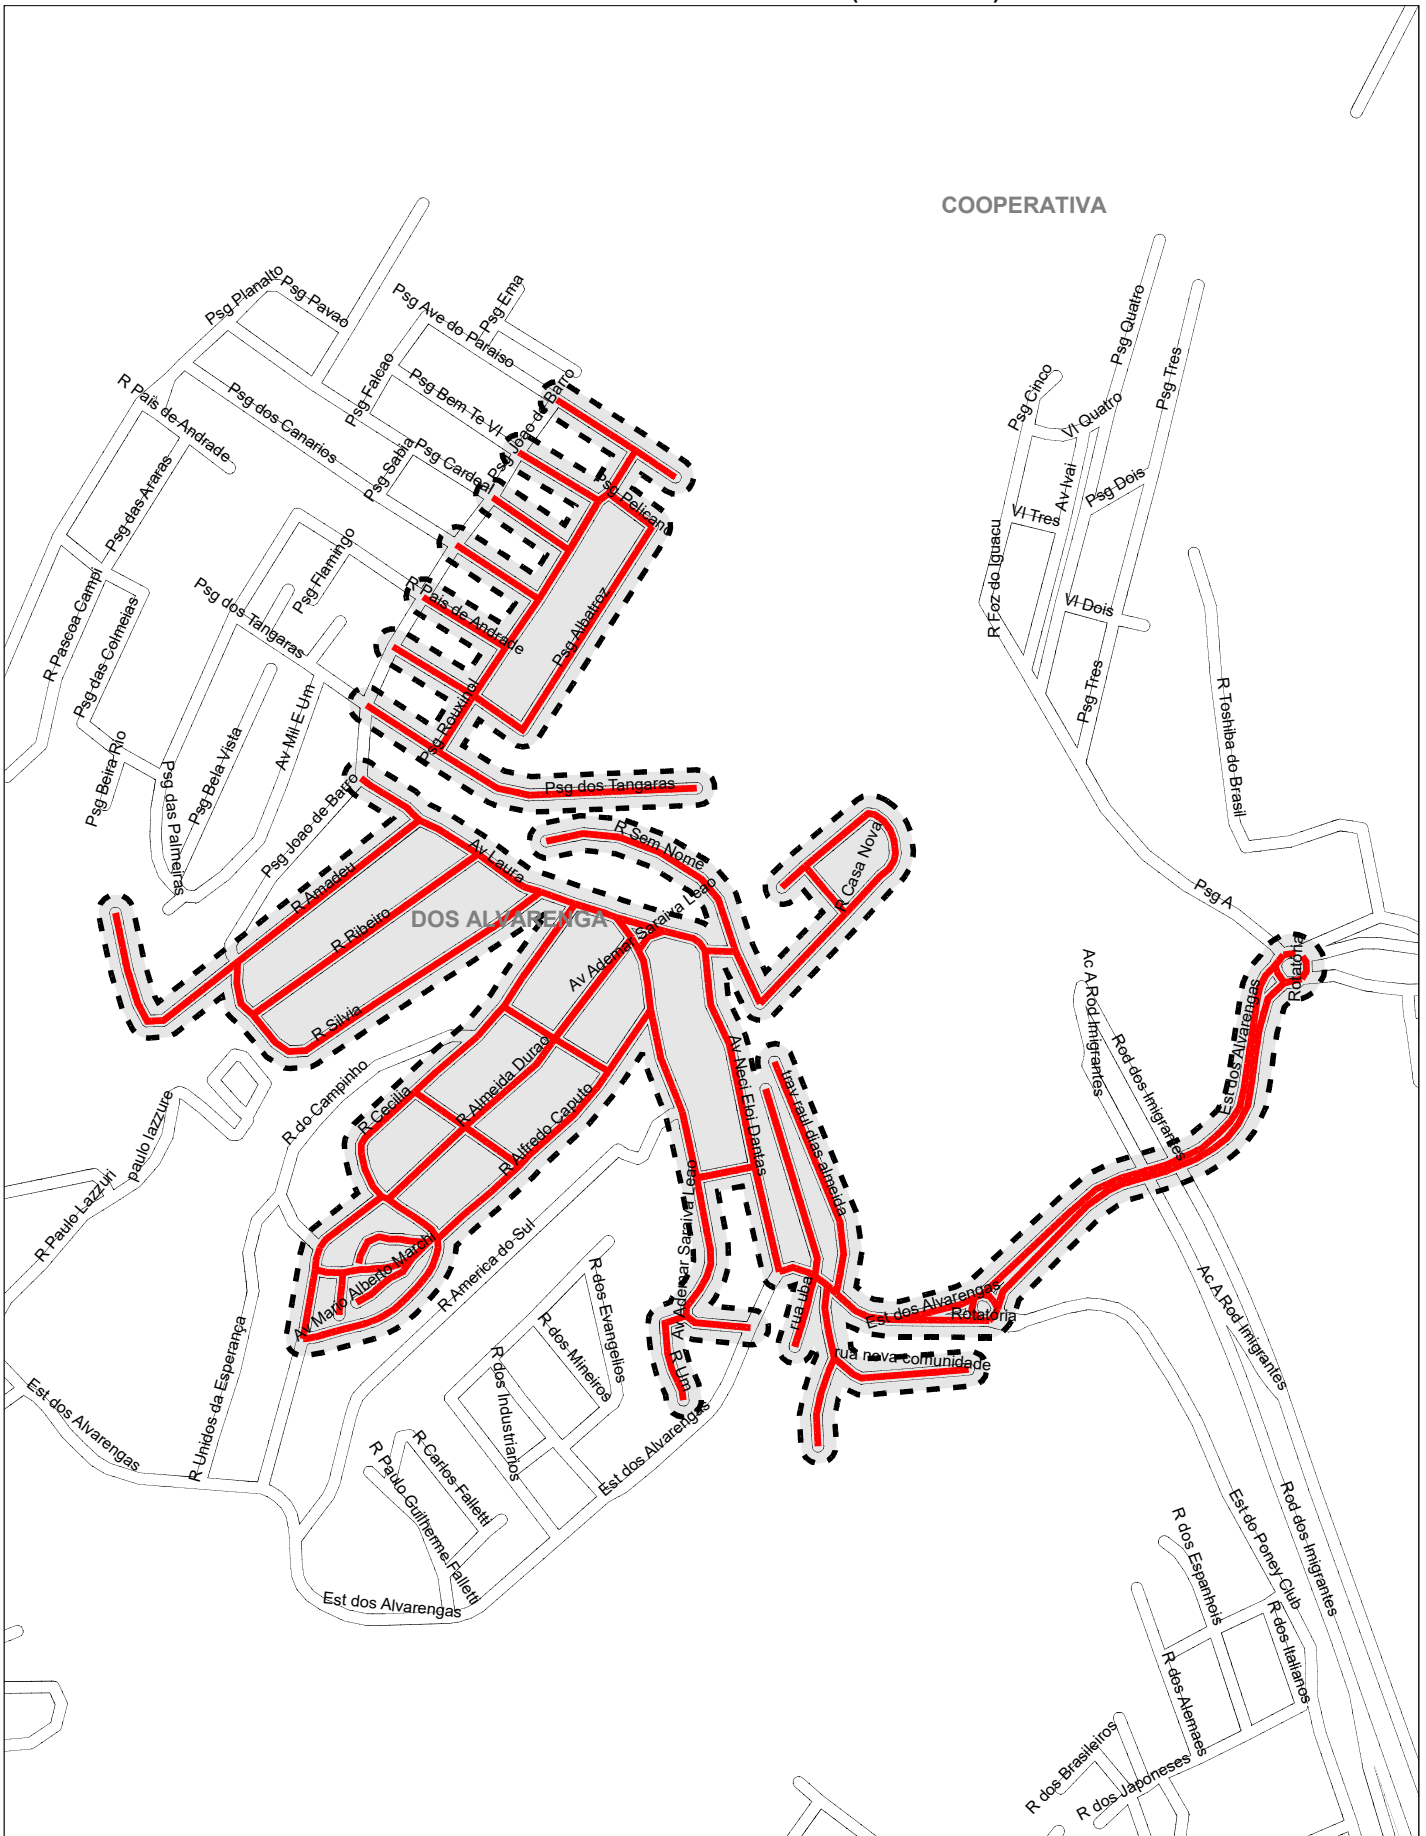 COOPERATIVA
Psg Planalto
Psg Pavao
Psg Ave do Paraiso
Psg Ema
Psg Quatro
Psg Tres
Psg Cinco
VI Quatro
R Pais de Andrade
Psg dos Canarios
Psg Falcao
Psg Bem Te VI
Psg Joao de Barro
Psg Sabia
Psg Cardeal
Psg Pelicano
Psg das Araras
Av Ivai
Psg Dois
VI Tres
R Foz do Iguacu
Psg Flamingo
Psg dos Tangaras
R Pais de Andrade
Psg Albatroz
VI Dois
R Pascoa Campi
Psg das Colmeias
Psg Rouxinol
Psg Tres
R Toshiba do Brasil
Av Mil E Um
Psg Beira Rio
Psg Bela Vista
Psg das Palmeiras
Psg Joao de Barro
Psg dos Tangaras
R Sem Nome
R Casa Nova
Av Laura
R Amadeu
R Ribeiro
DOS ALVARENGA
Av Ademar Saraiva Leao
Psg A
Rotatória
R Silvia
Ac A Rod Imigrantes
Rod dos Imigrantes
Est dos Alvarengas
R do Campinho
R Cecilia
R Almeida Durao
R Alfredo Caputo
Av Neci Eloi Dantas
trav raul dias almeida
paulo lazzure
R Paulo Lazzuri
Av Ademar Saraiva Leao
R America do Sul
Av Mario Alberto Marchi
R Unidos da Esperança
R dos Evangelios
R dos Mineiros
R dos Industriarios
R Um
rua uba
Est dos Alvarengas
Rotatória
rua nova comunidade
Ac A Rod Imigrantes
Est dos Alvarengas
R Carlos Falletti
R Paulo Guilherme Falletti
Est dos Alvarengas
Est dos Alvarengas
Est do Poney Club
Rod dos Imigrantes
R dos Espanhois
R dos Italianos
R dos Alemaes
R dos Brasileiros
R dos Japoneses